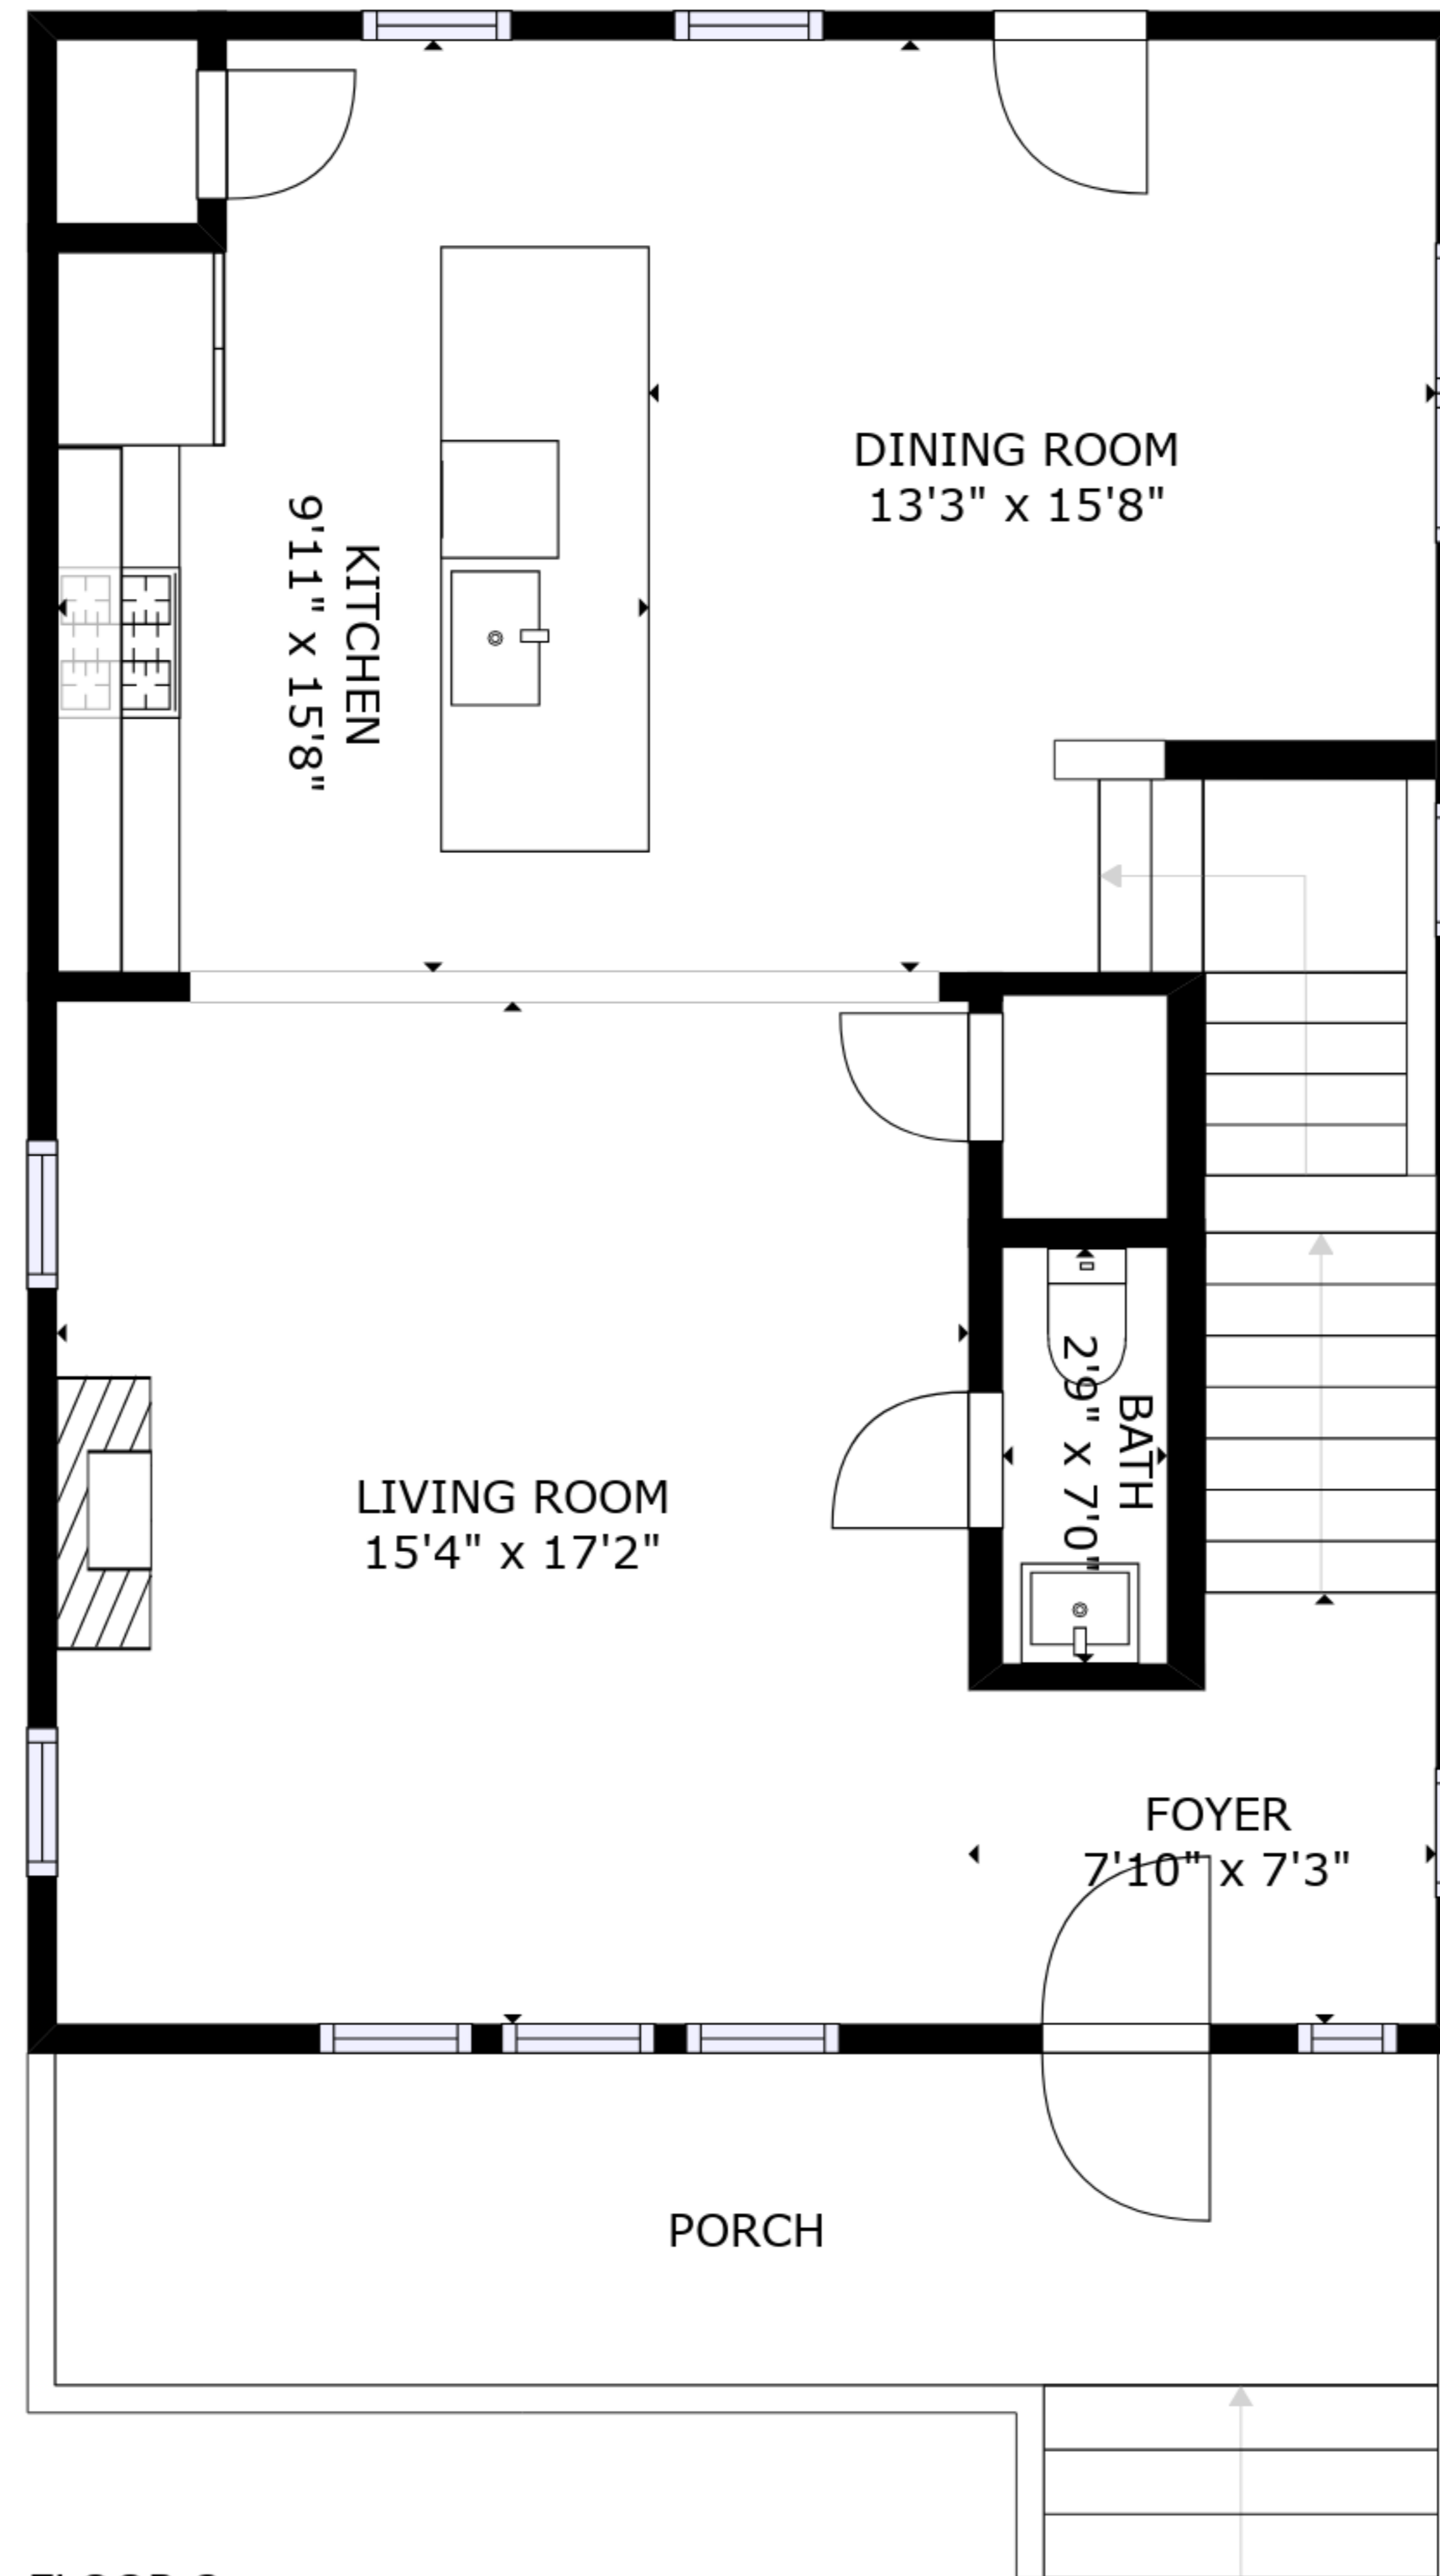 DINING ROOM
13'3" x 15'8"
KITCHEN
9'11" x 15'8"
LIVING ROOM
15'4" x 17'2"
BATH
2'9" x 7'0"
FOYER
7'10" x 7'3"
PORCH